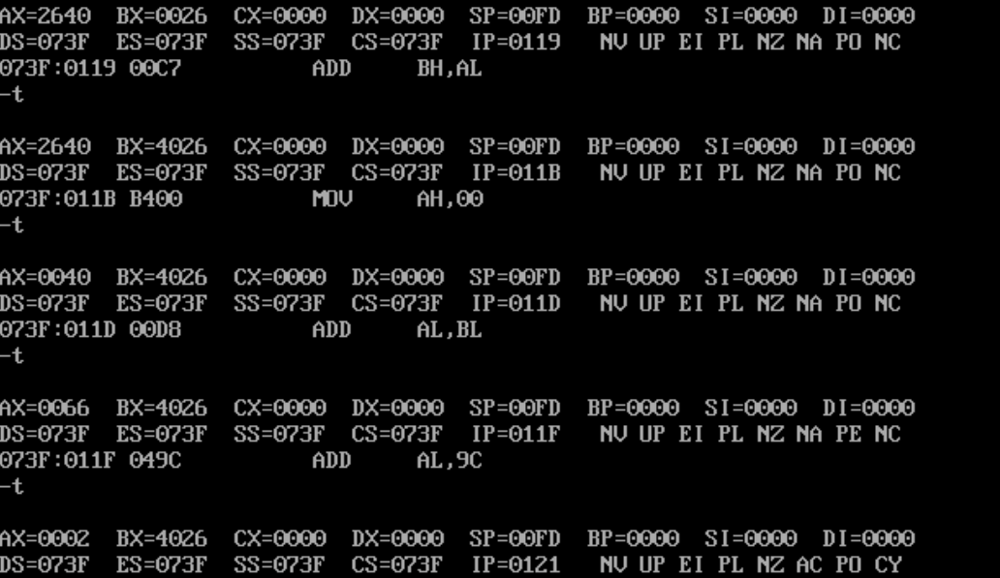 AX=2640 BX=0026 CX=0000 DX=0000 SP=00FD BP=0000 SI=0000 DI=0000
DS=073F ES=073F SS=073F CS=073F IP=0119 NV UP EI PL NZ NA PO NC
073F:0119 00C7 ADD BH,AL
-t
AX=2640 BX=4026 CX=0000 DX=0000 SP=00FD BP=0000 SI=0000 DI=0000
DS=073F ES=073F SS=073F CS=073F IP=011B NV UP EI PL NZ NA PO NC
073F:011B B400 MOV AH,00
-t
AX=0040 BX=4026 CX=0000 DX=0000 SP=00FD BP=0000 SI=0000 DI=0000
DS=073F ES=073F SS=073F CS=073F IP=011D NV UP EI PL NZ NA PO NC
073F:011D 00D8 ADD AL,BL
-t
AX=0066 BX=4026 CX=0000 DX=0000 SP=00FD BP=0000 SI=0000 DI=0000
DS=073F ES=073F SS=073F CS=073F IP=011F NV UP EI PL NZ NA PE NC
073F:011F 049C ADD AL,9C
-t
AX=0002 BX=4026 CX=0000 DX=0000 SP=00FD BP=0000 SI=0000 DI=0000
DS=073F ES=073F SS=073F CS=073F IP=0121 NV UP EI PL NZ AC PO CY